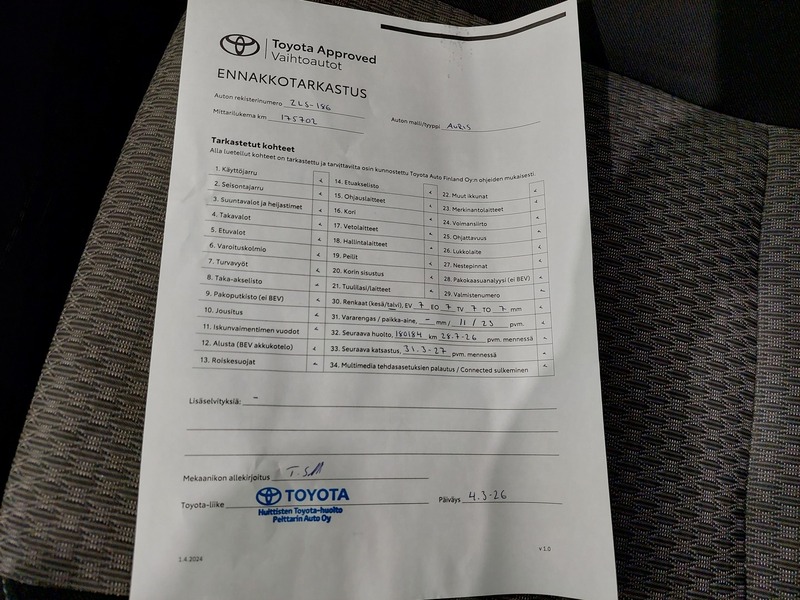 Toyota Approved
Vaihtoautot
ENNAKKOTARKASTUS
Auton rekisterinumero ZLS-186
Mittarilukema km 175702
Auton malli/tyyppi AURIS
Tarkastetut kohteet
Alla luetellut kohteet on tarkastettu ja tarvittavilta osin kunnostettu Toyota Auto Finland Oy:n ohjeiden mukaisesti.
1. Käyttöjarru
2. Seisontajarru
3. Suuntavalot ja heijastimet
4. Takavalot
5. Etuvalot
6. Varoituskolmio
7. Turvavyöt
8. Taka-akselisto
9. Pakoputkisto (ei BEV)
10. Jousitus
11. Iskunvaimentimien vuodot
12. Alusta (BEV akkukotelo)
13. Roiskesuojat
14. Etuakselisto
15. Ohjauslaitteet
16. Kori
17. Vetolaitteet
18. Hallintalaitteet
19. Peilit
20. Korin sisustus
21. Tuulilasi/laitteet
22. Muut ikkunat
23. Merkinantolaitteet
24. Voimansiirto
25. Ohjattavuus
26. Lukkolaite
27. Nestepinnat
28. Pakokaasuanalyysi (ei BEV)
29. Valmistenumero
30. Renkaat (kesä/talvi), EV 7 EO 7 TV 7 TO 7 mm
31. Vararengas / paikka-aine, - mm/ 11 / 23 pvm.
32. Seuraava huolto, 180184 km 28.7-26 pvm. mennessä
33. Seuraava katsastus, 31.3-27 pvm. mennessä
34. Multimedia tehdasasetuksien palautus / Connected sulkeminen
Lisäselvityksiä: -
Mekaanikon allekirjoitus
Toyota-liike
TOYOTA
Huittisten Toyota-huolto
Peittarin Auto Oy
Päiväys 4.3-26
1.4.2024
v 1.0